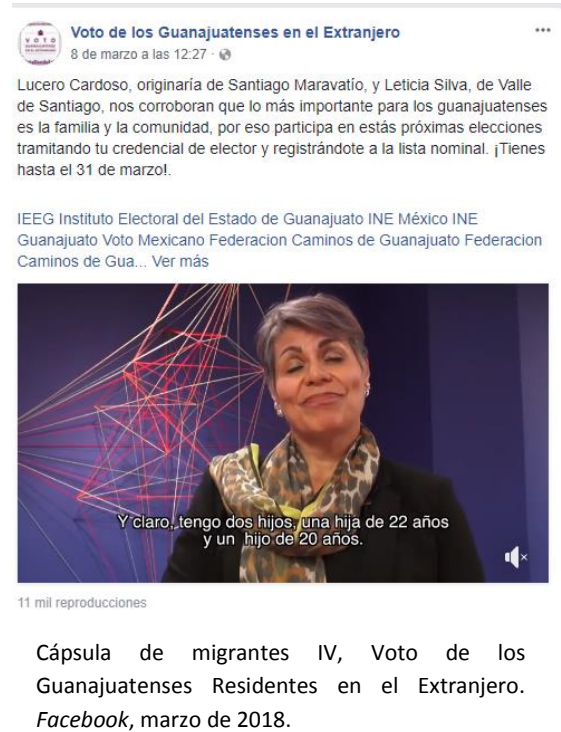 Voto de los Guanajuatenses en el Extranjero
8 de marzo a las 12:27 ·
Lucero Cardoso, originaría de Santiago Maravatío, y Leticia Silva, de Valle
de Santiago, nos corroboran que lo más importante para los guanajuatenses
es la familia y la comunidad, por eso participa en estás próximas elecciones
tramitando tu credencial de elector y registrándote a la lista nominal. ¡Tienes
hasta el 31 de marzo!.
IEEG Instituto Electoral del Estado de Guanajuato INE México INE
Guanajuato Voto Mexicano Federacion Caminos de Guanajuato Federacion
Caminos de Gua... Ver más
Y claro, tengo dos hijos, una hija de 22 años
y un hijo de 20 años.
11 mil reproducciones
Cápsula de migrantes IV, Voto de los
Guanajuatenses Residentes en el Extranjero.
Facebook, marzo de 2018.